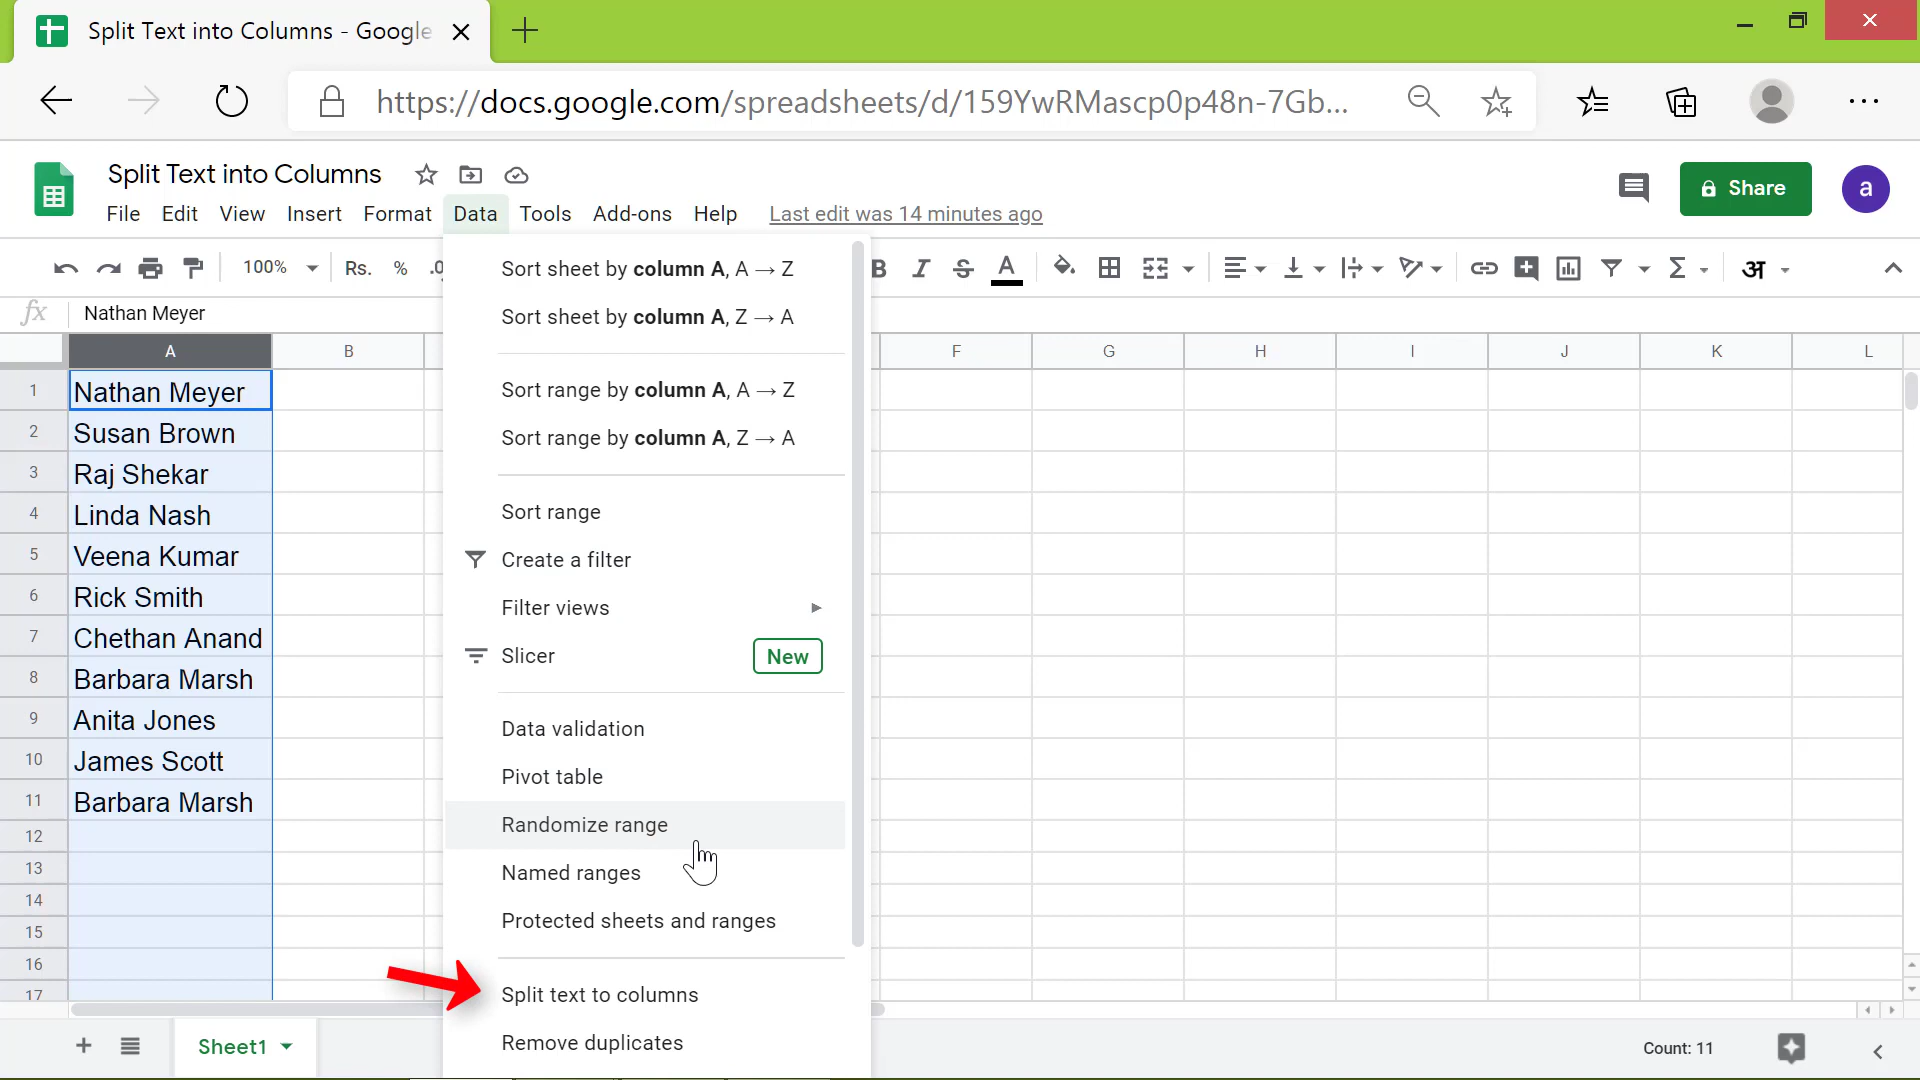 Split Text into Columns - Google
https://docs.google.com/spreadsheets/d/159YwRMascp0p48n-7Gb...
Split Text into Columns
Share
a
File Edit View Insert Format Data Tools Add-ons Help Last edit was 14 minutes ago
100% Rs. % .0 B I S A Σ अ
fx Nathan Meyer
A B F G H I J K L
1 Nathan Meyer
2 Susan Brown
3 Raj Shekar
4 Linda Nash
5 Veena Kumar
6 Rick Smith
7 Chethan Anand
8 Barbara Marsh
9 Anita Jones
10 James Scott
11 Barbara Marsh
12
13
14
15
16
17
Sort sheet by column A, A → Z
Sort sheet by column A, Z → A
Sort range by column A, A → Z
Sort range by column A, Z → A
Sort range
Create a filter
Filter views
Slicer New
Data validation
Pivot table
Randomize range
Named ranges
Protected sheets and ranges
Split text to columns
Remove duplicates
Sheet1
Count: 11